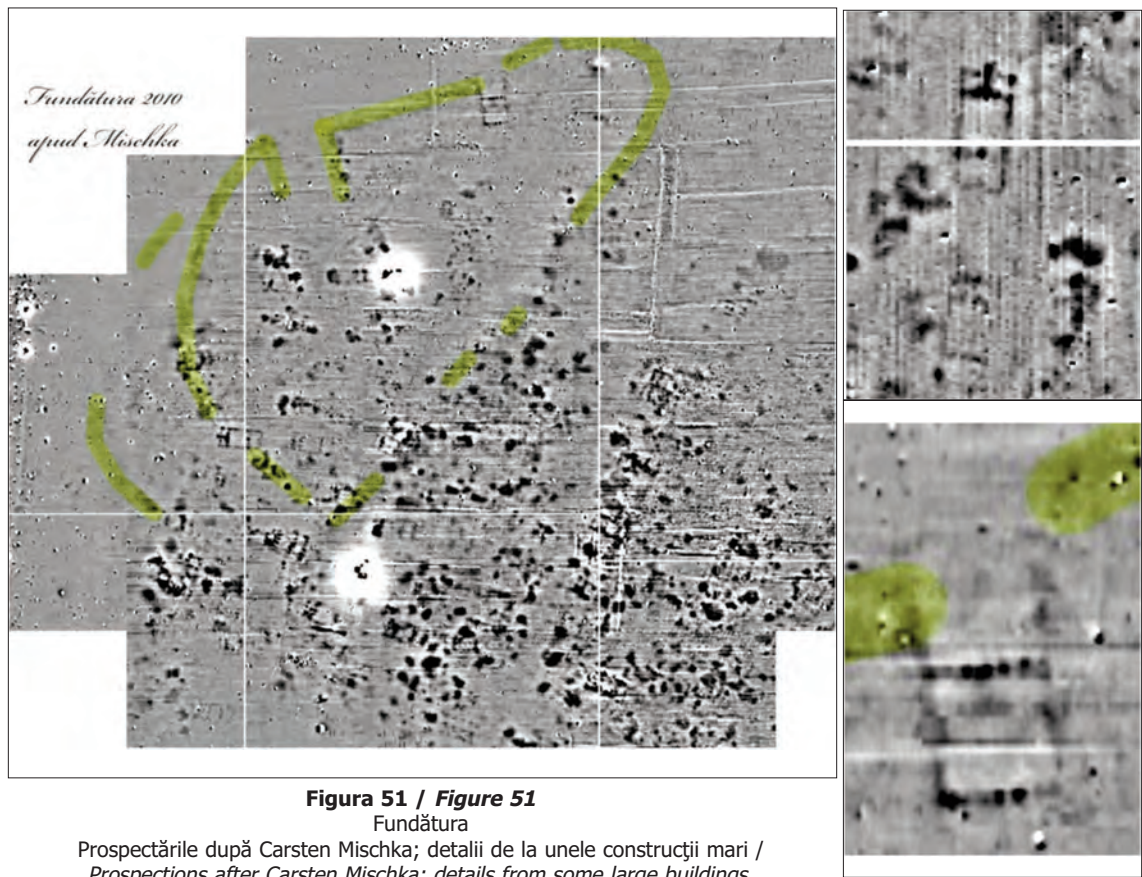 Fundătura 2010
apud Mischka
Figura 51 / Figure 51
Fundătura
Prospectările după Carsten Mischka; detalii de la unele construcţii mari /
Prospections after Carsten Mischka; details from some large buildings